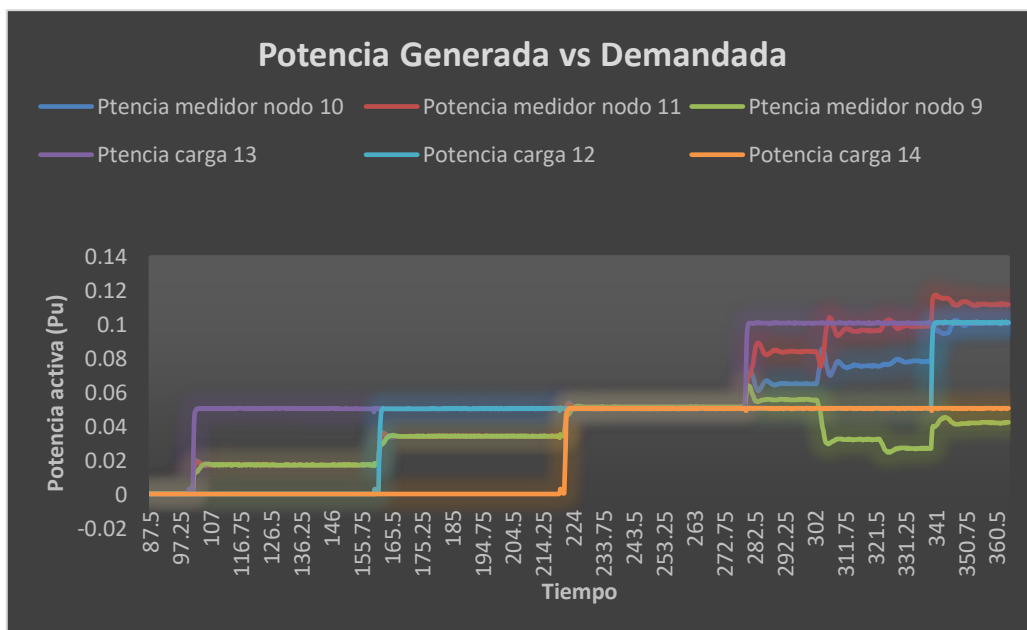 Potencia Generada vs Demandada
Ptencia medidor nodo 10 Potencia medidor nodo 11 Ptencia medidor nodo 9
Ptencia carga 13 Potencia carga 12 Potencia carga 14
Potencia activa (Pu)
0.14
0.12
0.1
0.08
0.06
0.04
0.02
0
-0.02
87.5 97.25 107 116.75 126.5 136.25 146 155.75 165.5 175.25 185 194.75 204.5 214.25 224 233.75 243.5 253.25 263 272.75 282.5 292.25 302 311.75 321.5 331.25 341 350.75 360.5
Tiempo